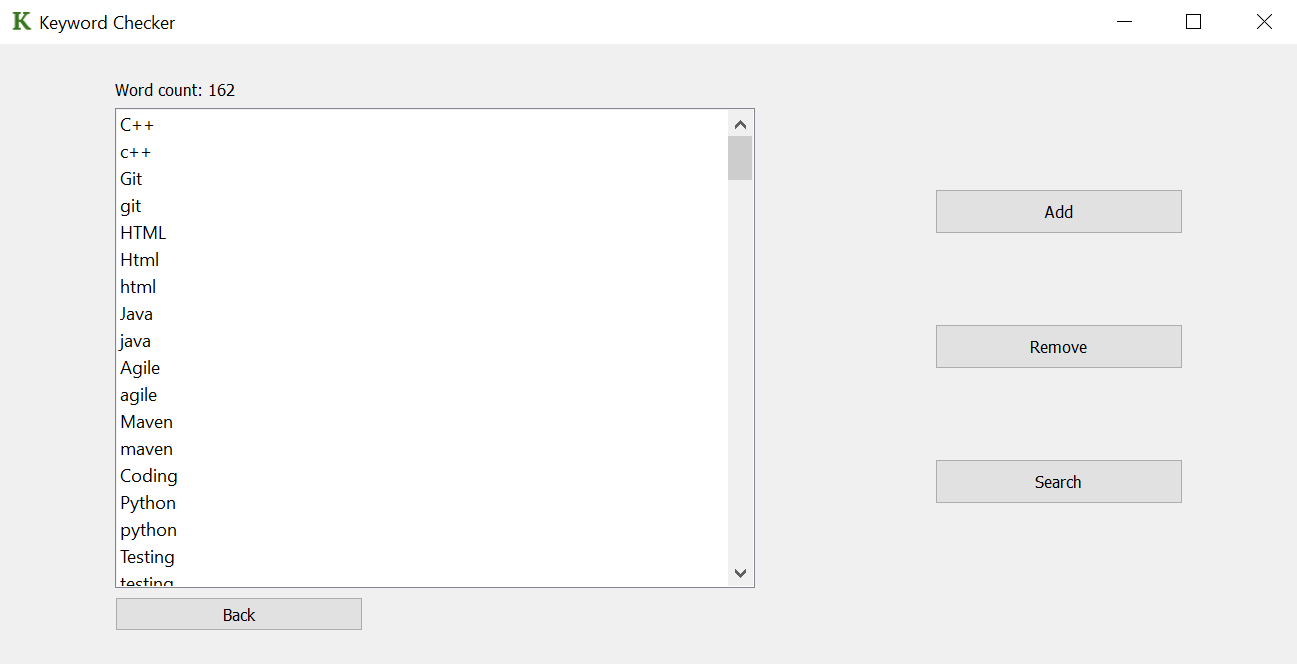 K Keyword Checker
Word count: 162
C++
c++
Git
git
HTML
Html
html
Java
java
Agile
agile
Maven
maven
Coding
Python
python
Testing
testing
Add
Remove
Search
Back